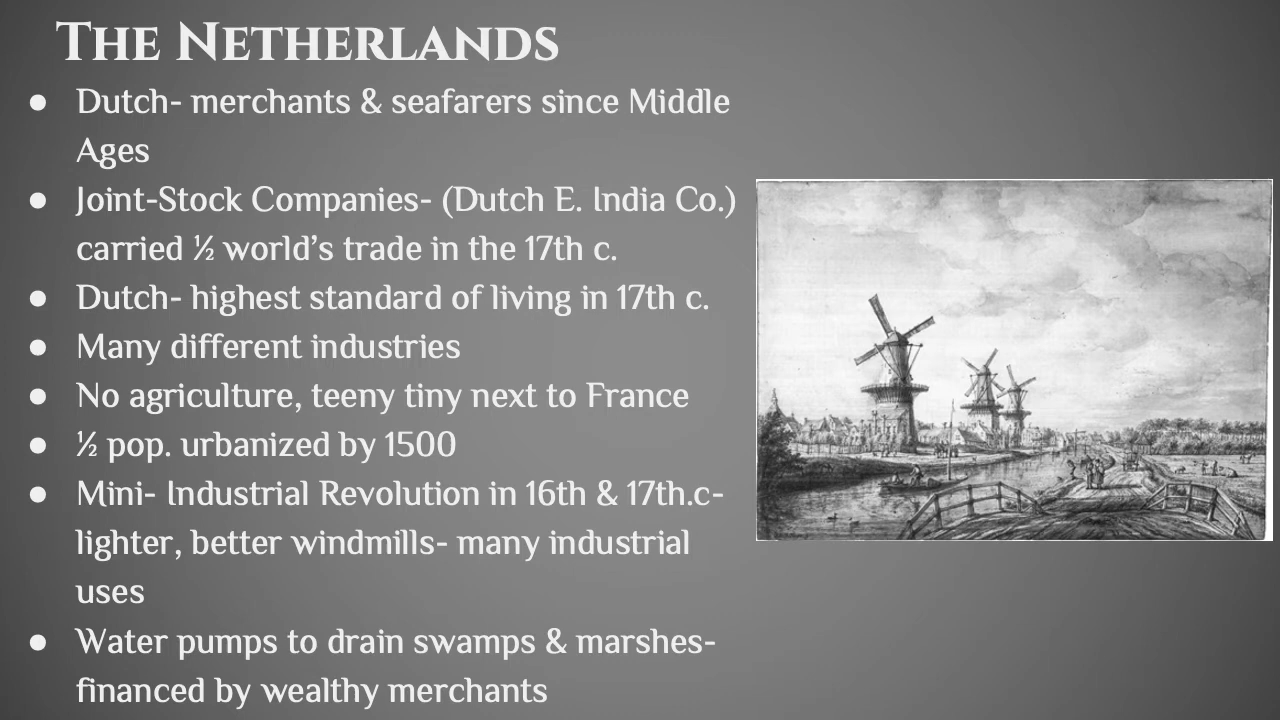 The Netherlands
● Dutch- merchants & seafarers since Middle
Ages
● Joint-Stock Companies- (Dutch E. India Co.)
carried ½ world’s trade in the 17th c.
● Dutch- highest standard of living in 17th c.
● Many different industries
● No agriculture, teeny tiny next to France
● ½ pop. urbanized by 1500
● Mini- Industrial Revolution in 16th & 17th.c-
lighter, better windmills- many industrial
uses
● Water pumps to drain swamps & marshes-
financed by wealthy merchants